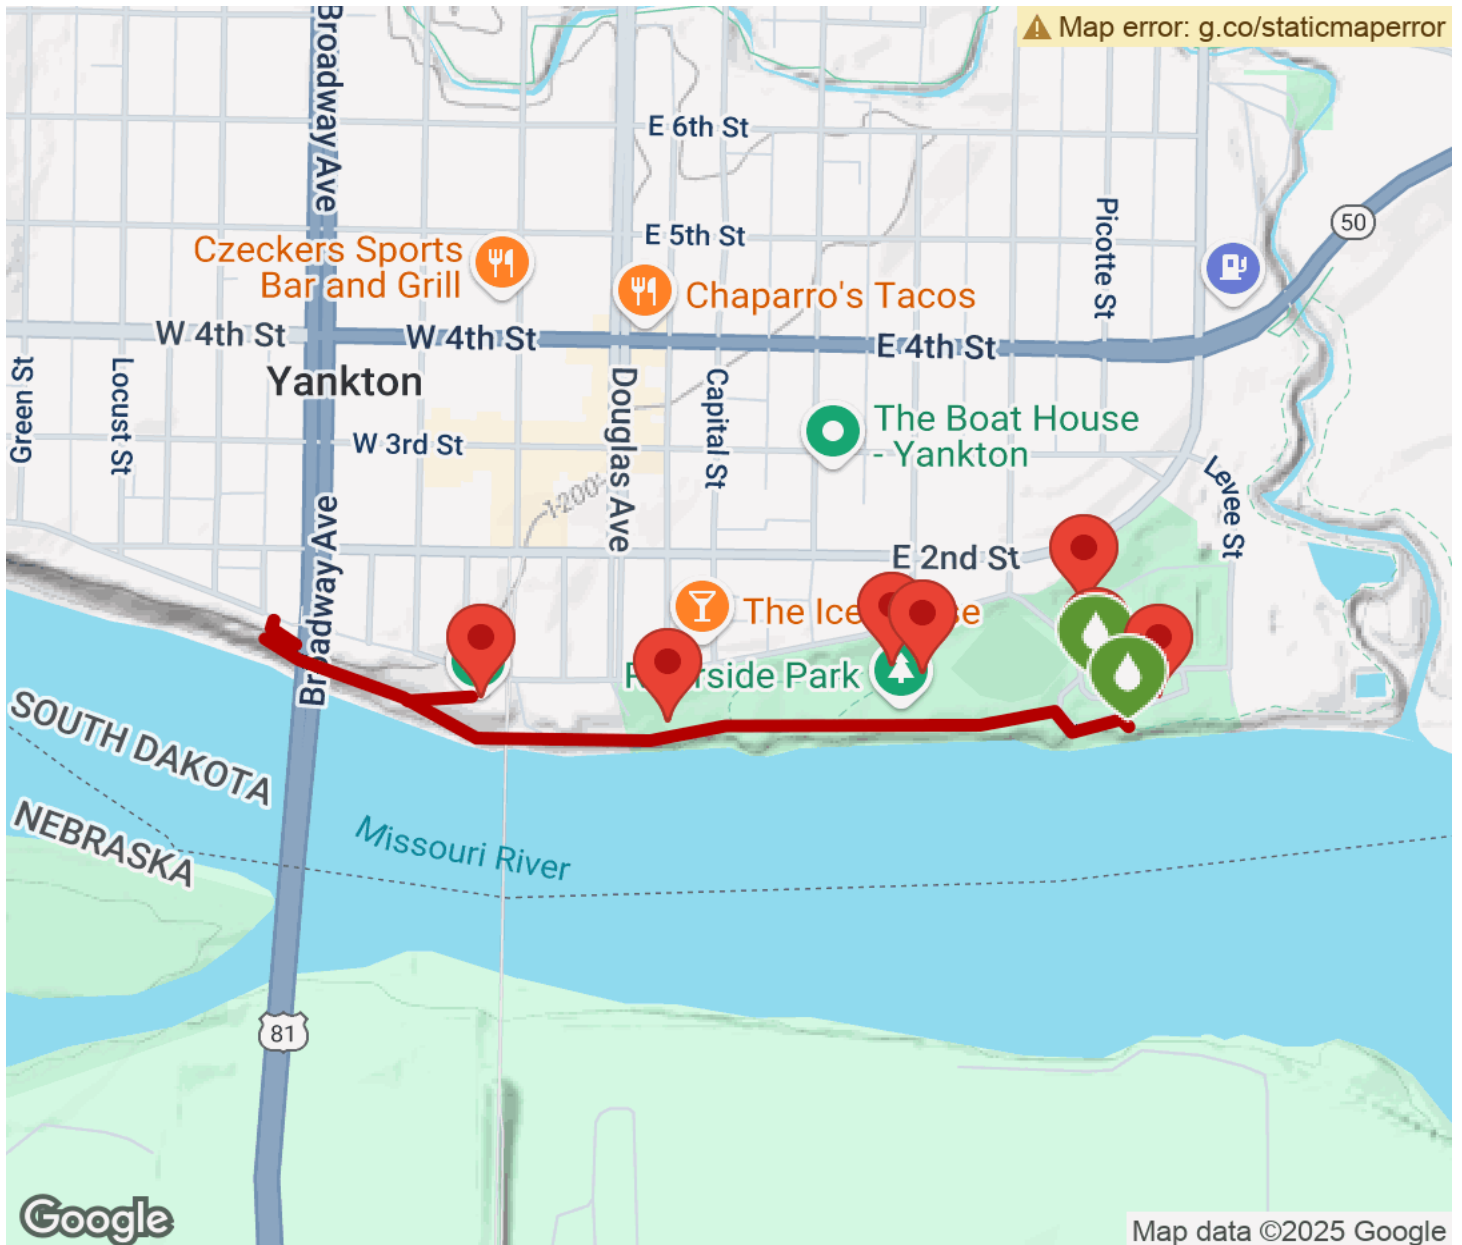 Map error: g.co/staticmaperror
Broadway Ave
E 6th St
Picotte St
50
E 5th St
Czeckers Sports
Bar and Grill
Chaparro's Tacos
W 4th St
W 4th St
E 4th St
Green St
Locust St
Yankton
Douglas Ave
Capital St
The Boat House
- Yankton
W 3rd St
Levee St
1200'
Broadway Ave
E 2nd St
The Ice
se
rside Park
SOUTH DAKOTA
NEBRASKA
Missouri River
81
Google
Map data ©2025 Google